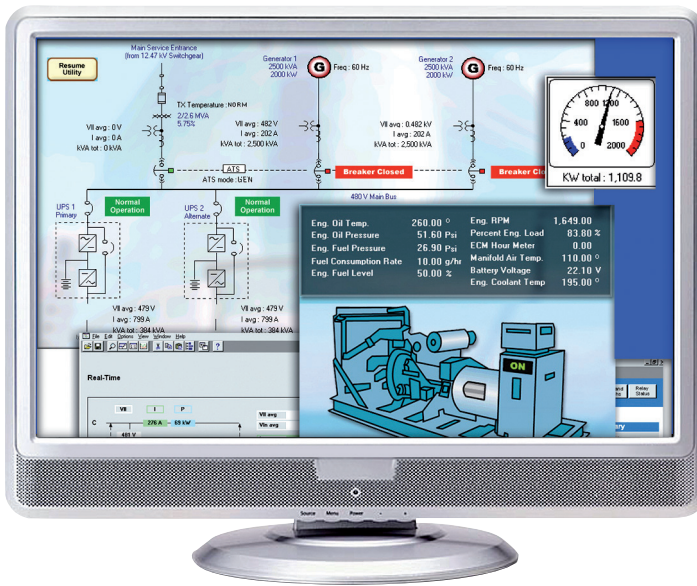 Resume
Utility
Main Service Entrance
(from 12.47 kV Switchgear)
Generator 1
2500 kVA
2000 kW
G
Freq : 60 Hz
Generator 2
2500 kVA
2000 kW
G
Freq : 60 Hz
TX Temperature : NORM
2/2.6 MVA
5.75%
Vll avg : 0 V
I avg : 0 A
kVA tot : 0 kVA
Vll avg : 482 V
I avg : 202 A
kVA tot : 2,500 kVA
Vll avg : 0.482 kV
I avg : 202 A
kVA tot : 2,500 kVA
ATS
ATS mode : GEN
Breaker Closed
Breaker Clo
480 V Main Bus
0
400
800
1200
1600
2000
KW total : 1,109.8
UPS 1
Primary
Normal
Operation
UPS 2
Alternate
Normal
Operation
Vll avg : 479 V
I avg : 799 A
kVA tot : 384 kVA
Vll avg : 479 V
I avg : 799 A
kVA tot : 384 kVA
Eng. Oil Temp. 260.00 °
Eng. Oil Pressure 51.60 Psi
Eng. Fuel Pressure 26.90 Psi
Fuel Consumption Rate 10.00 g/hr
Eng. Fuel Level 50.00 %
Eng. RPM 1,649.00
Percent Eng. Load 83.80 %
ECM Hour Meter 0.00
Manifold Air Temp. 110.00 °
Battery Voltage 22.10 V
Eng. Coolant Temp 195.00 °
ON
File Edit Options View Window Help
?
Real-Time
Vll I P
C 276 A 69 kW
481 V
Vll avg
Vln avg
Relay
Status
Source Menu Power - +